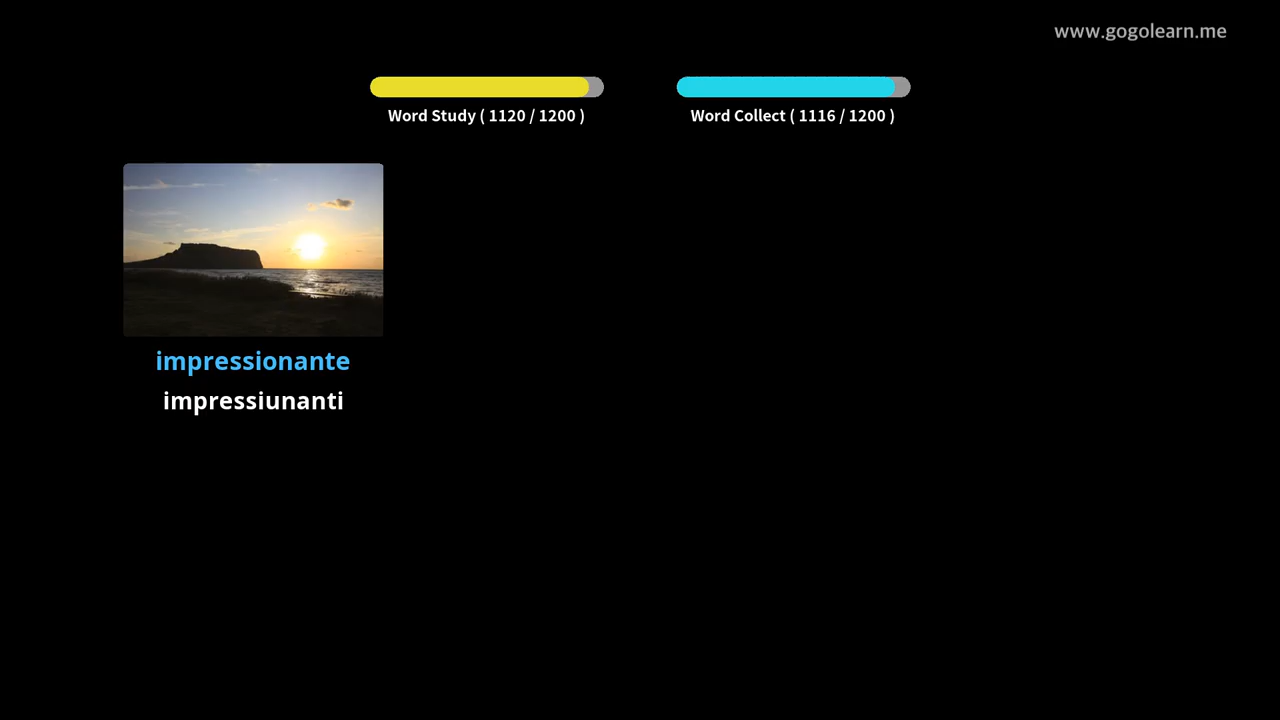 www.gogolearn.me
Word Study ( 1120 / 1200 )
Word Collect ( 1116 / 1200 )
impressionante
impressiunanti